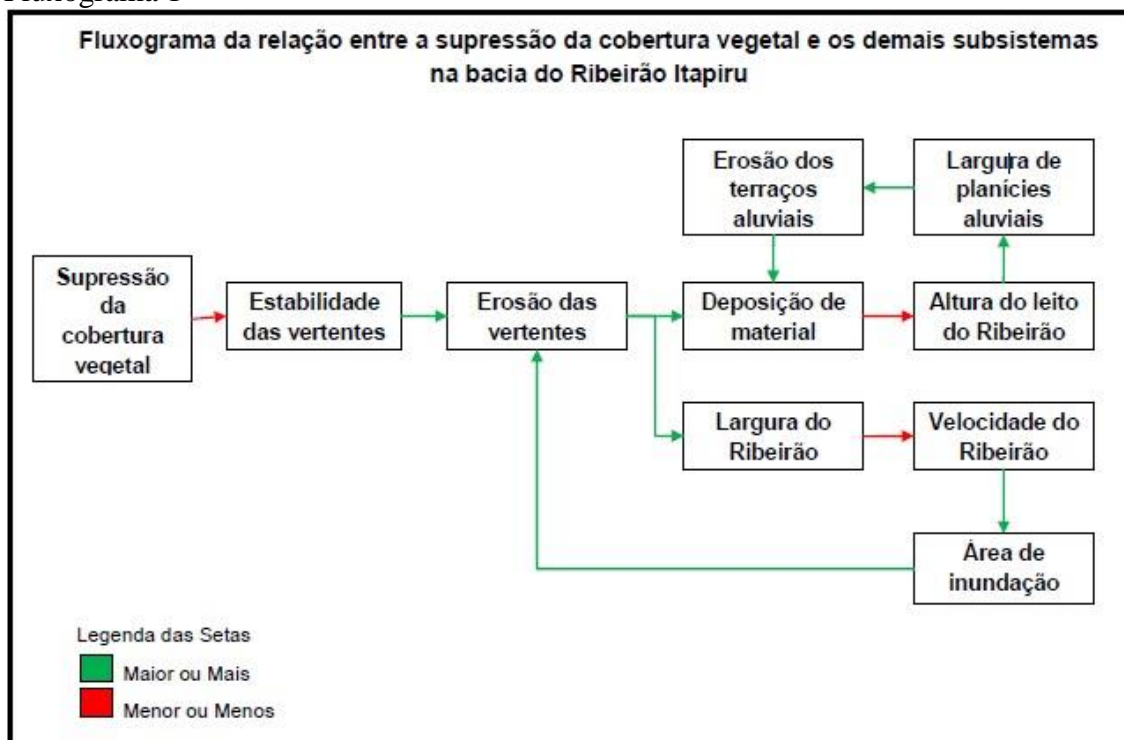 Fluxograma 1
Fluxograma da relação entre a supressão da cobertura vegetal e os demais subsistemas
na bacia do Ribeirão Itapiru
Erosão dos
terraços
aluviais
Largura de
planícies
aluviais
Supressão
da
cobertura
vegetal
Estabilidade
das vertentes
Erosão das
vertentes
Deposição de
material
Altura do leito
do Ribeirão
Largura do
Ribeirão
Velocidade do
Ribeirão
Área de
inundação
Legenda das Setas
Maior ou Mais
Menor ou Menos